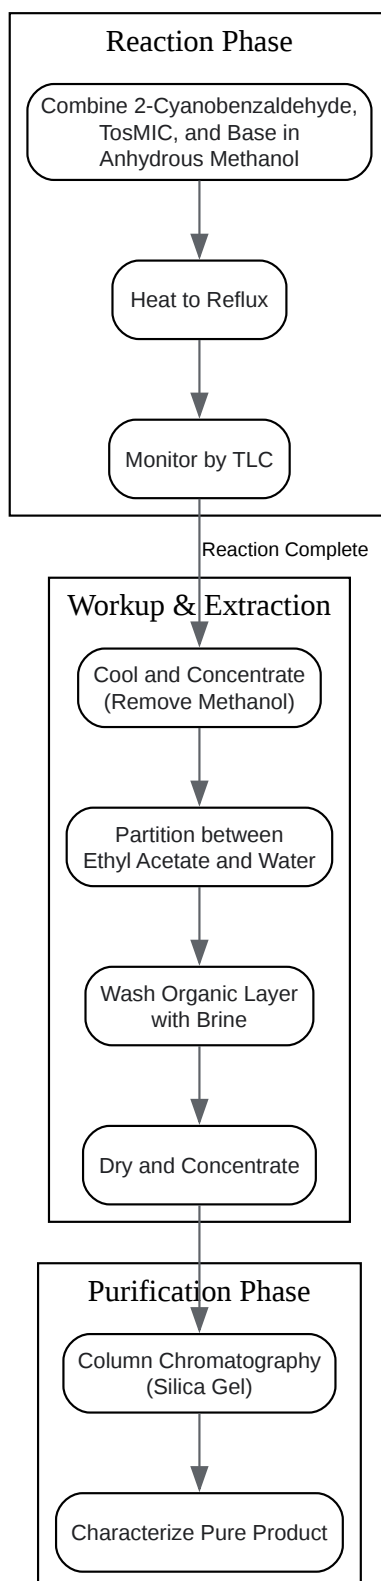 Reaction Phase
Combine 2-Cyanobenzaldehyde,
TosMIC, and Base in
Anhydrous Methanol
Heat to Reflux
Monitor by TLC
Reaction Complete
Workup & Extraction
Cool and Concentrate
(Remove Methanol)
Partition between
Ethyl Acetate and Water
Wash Organic Layer
with Brine
Dry and Concentrate
Purification Phase
Column Chromatography
(Silica Gel)
Characterize Pure Product